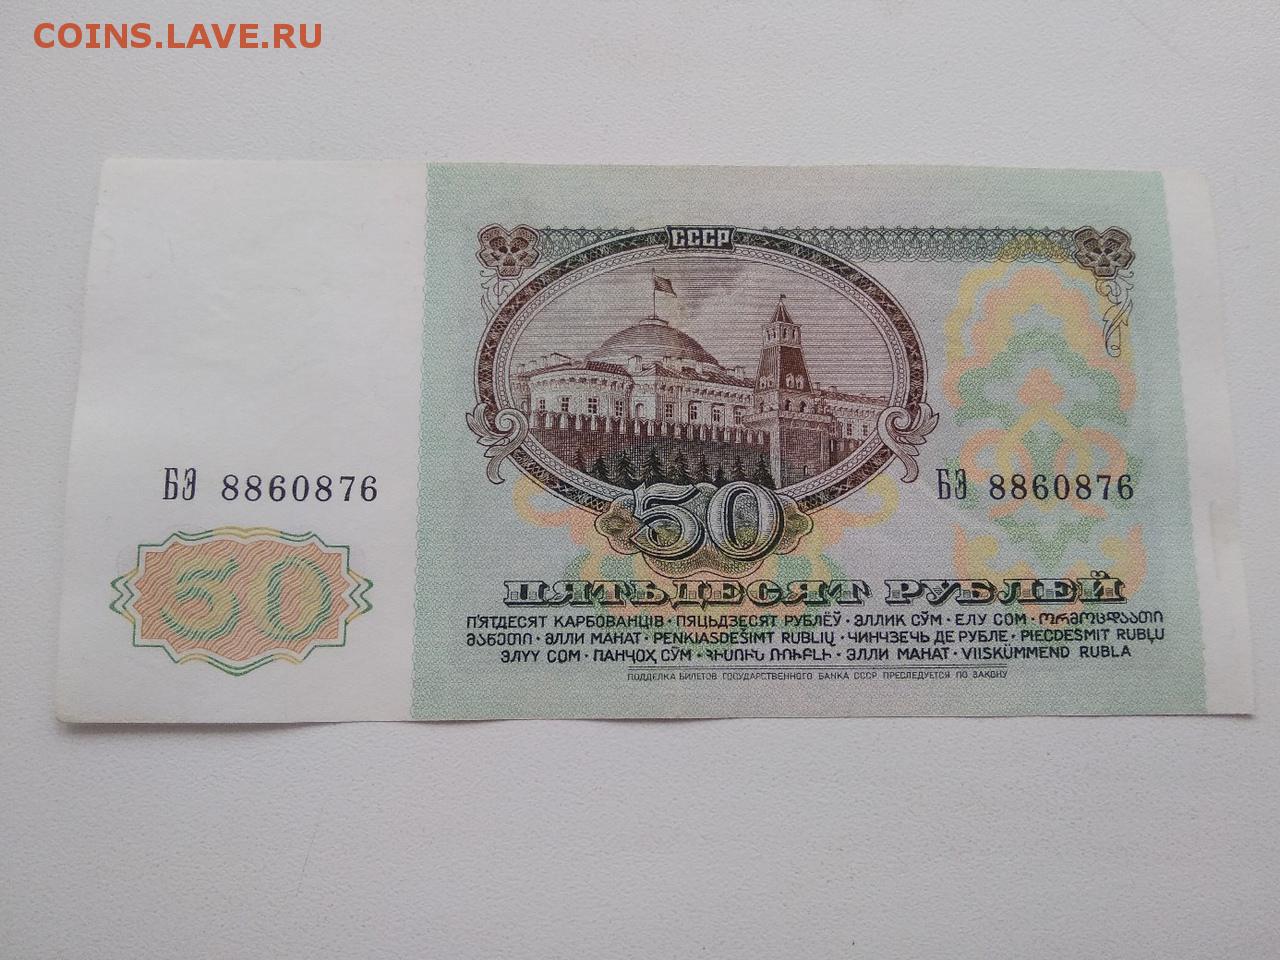 COINS.LAVE.RU
СССР
БЭ 8860876
БЭ 8860876
50
50
ПЯТЬДЕСЯТ РУБЛЕЙ
П'ЯТДЕСЯТ КАРБОВАНЦІВ · ПЯЦЬДЗЕСЯТ РУБЛЁЎ · ЭЛЛИК СЎМ · ЕЛУ СОМ · ᲝᲠᲛᲝᲪᲓᲐᲐᲗᲘ
ᲛᲐᲜᲔᲗᲘ · ӘЛЛИ МАНАТ · PENKIASDEŠIMT RUBLIŲ · ЧИНЧЗЕЧЬ ДЕ РУБЛЕ · PIECDESMIT RUBĻU
ЭЛҮҮ СОМ · ПАНҶОҲ СЎМ · ՀԻՍՈՒՆ ՌՈՒԲԼԻ · ЭЛЛИ МАНАТ · VIISKÜMMEND RUBLA
ПОДДЕЛКА БИЛЕТОВ ГОСУДАРСТВЕННОГО БАНКА СССР ПРЕСЛЕДУЕТСЯ ПО ЗАКОНУ